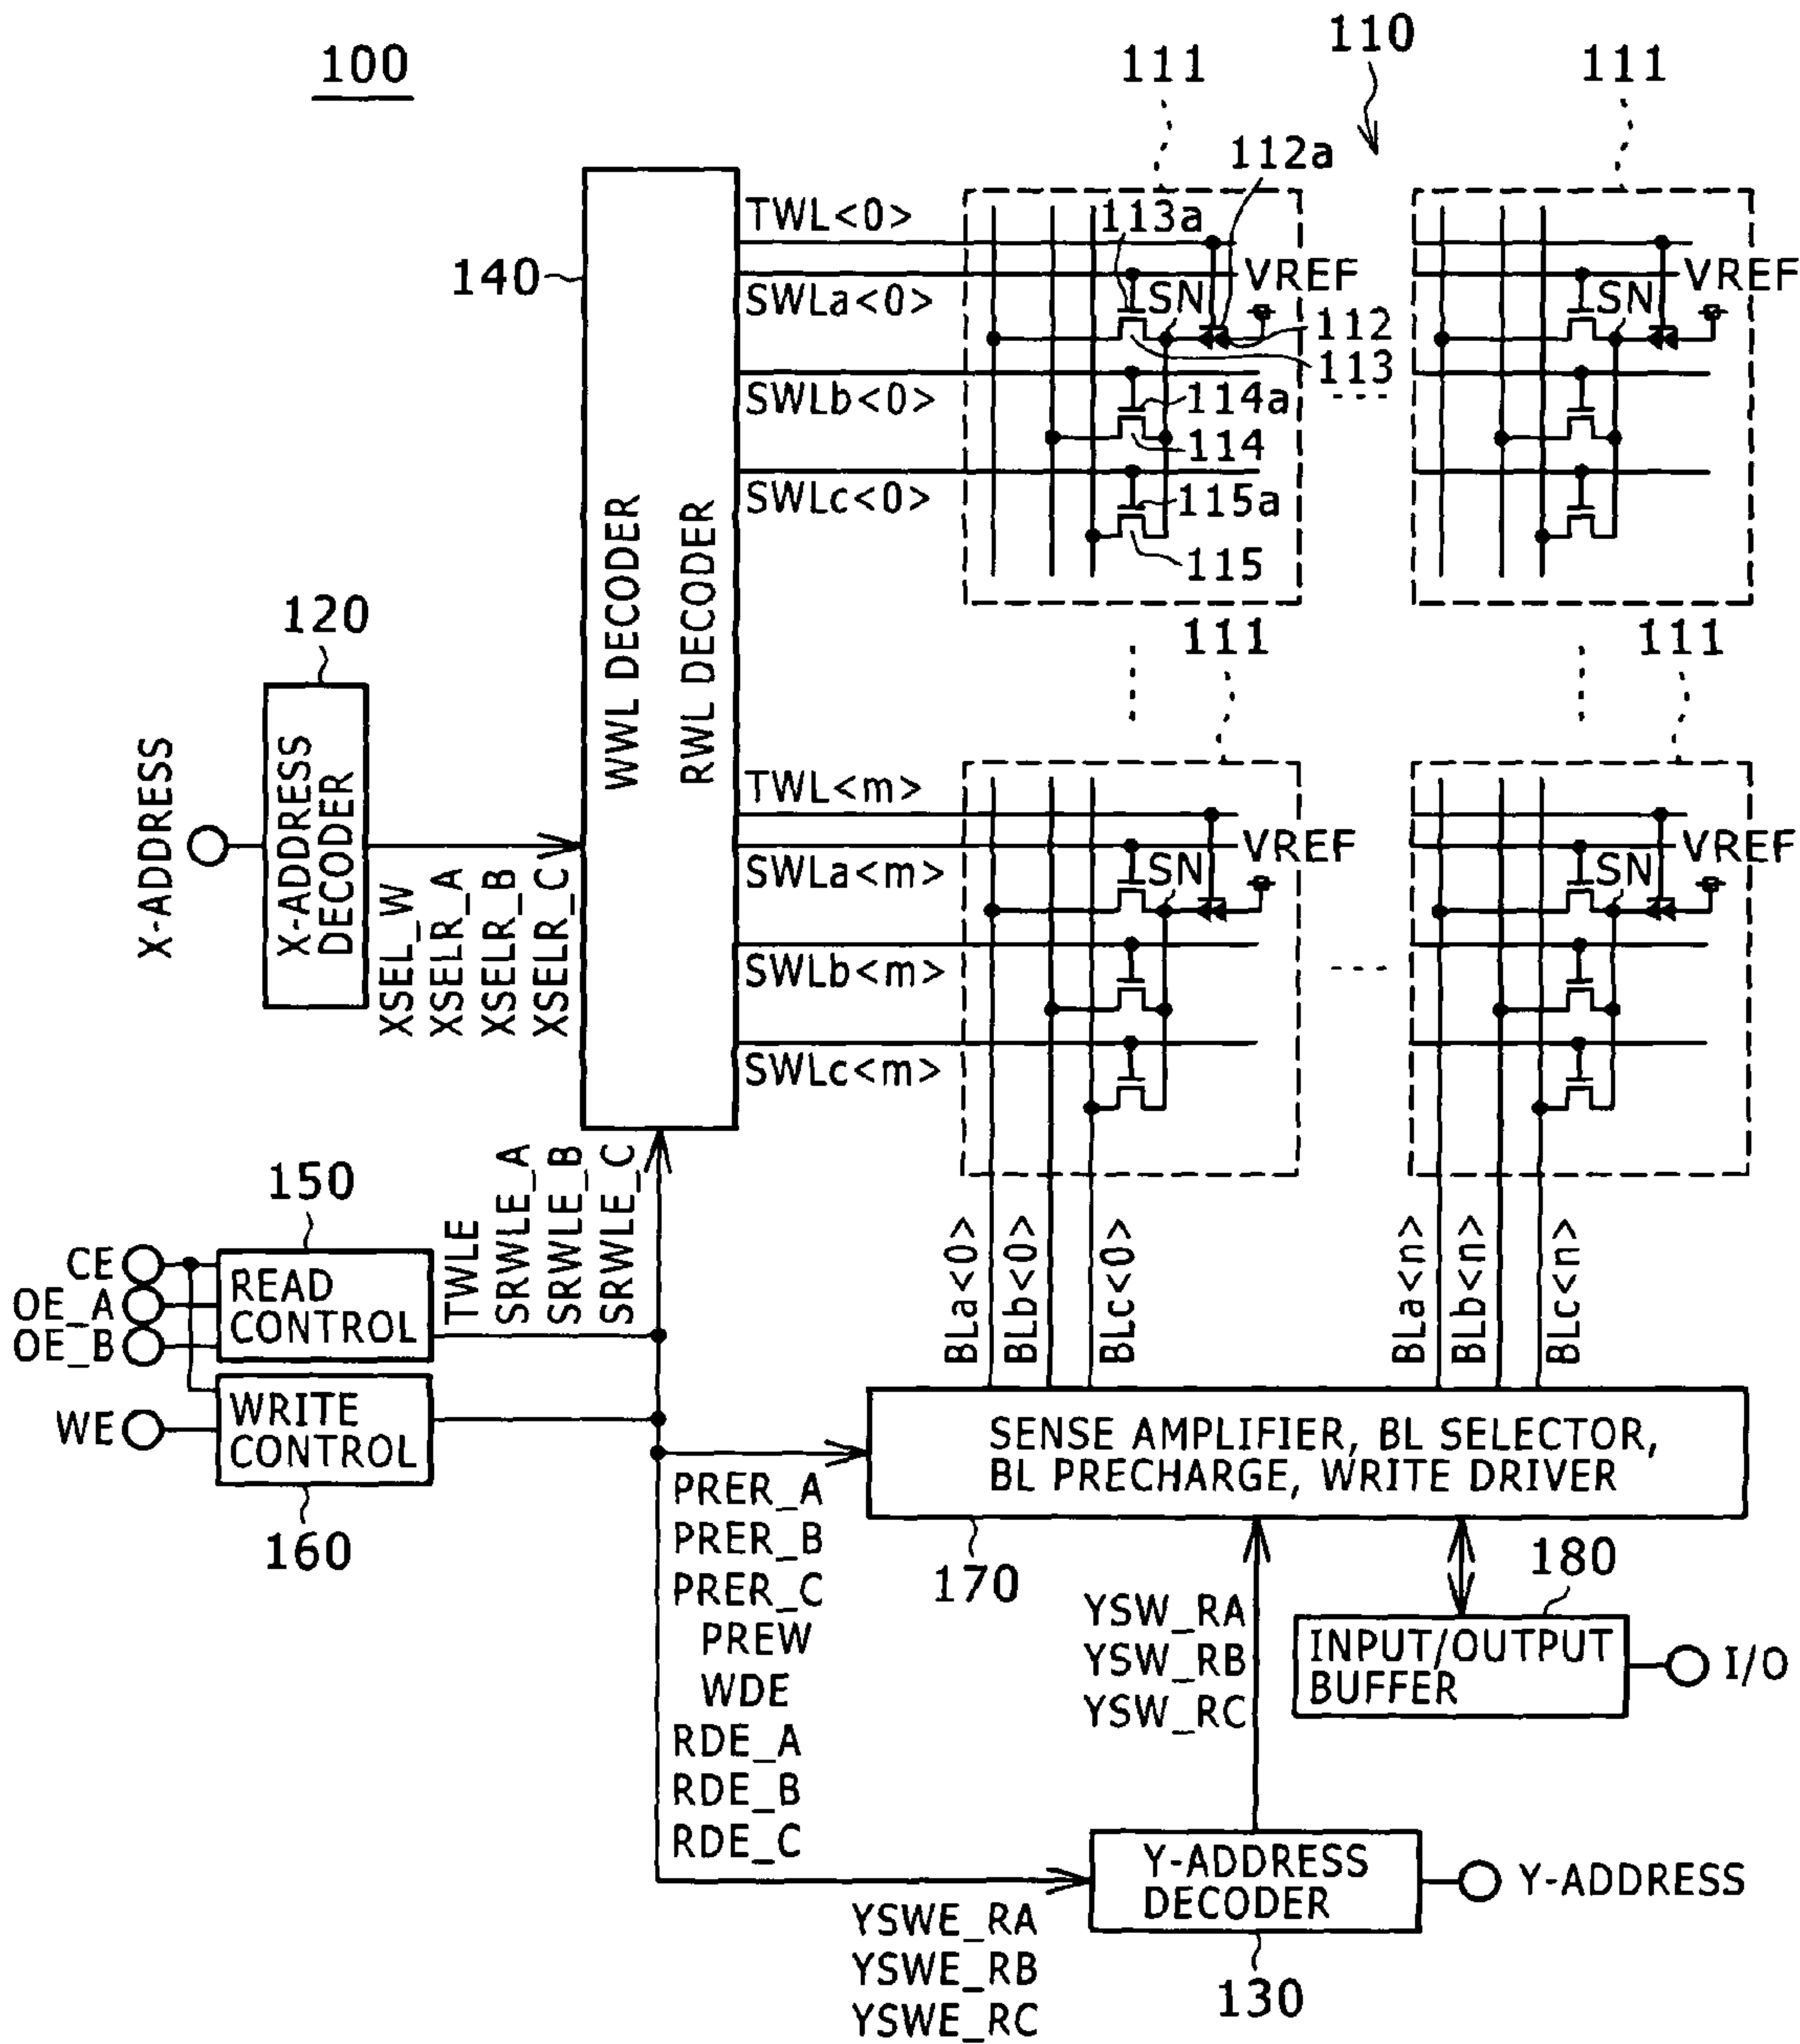 100
110
111
111
112a
TWL<0>
113a
140
SWLa<0>
SN
VREF
SN
VREF
112
113
SWLb<0>
114a
114
SWLc<0>
115a
115
WWL DECODER
RWL DECODER
120
111
111
X-ADDRESS
X-ADDRESS
DECODER
XSEL_W
XSELR_A
XSELR_B
XSELR_C
TWL<m>
SWLa<m>
SN
VREF
SN
VREF
SWLb<m>
SWLc<m>
150
TWLE
SRWLE_A
SRWLE_B
SRWLE_C
CE
OE_A
OE_B
READ
CONTROL
BLa<0>
BLb<0>
BLc<0>
BLa<n>
BLb<n>
BLc<n>
WE
WRITE
CONTROL
160
SENSE AMPLIFIER, BL SELECTOR,
BL PRECHARGE, WRITE DRIVER
170
PRER_A
PRER_B
PRER_C
PREW
WDE
RDE_A
RDE_B
RDE_C
YSW_RA
YSW_RB
YSW_RC
180
INPUT/OUTPUT
BUFFER
I/O
Y-ADDRESS
DECODER
Y-ADDRESS
130
YSWE_RA
YSWE_RB
YSWE_RC